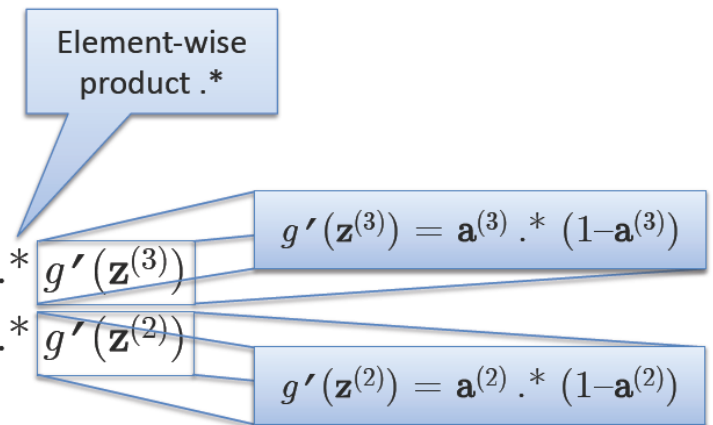 Element-wise
product .*
g′(z⁽³⁾) = a⁽³⁾ .* (1–a⁽³⁾)
.* g′(z⁽³⁾)
.* g′(z⁽²⁾)
g′(z⁽²⁾) = a⁽²⁾ .* (1–a⁽²⁾)